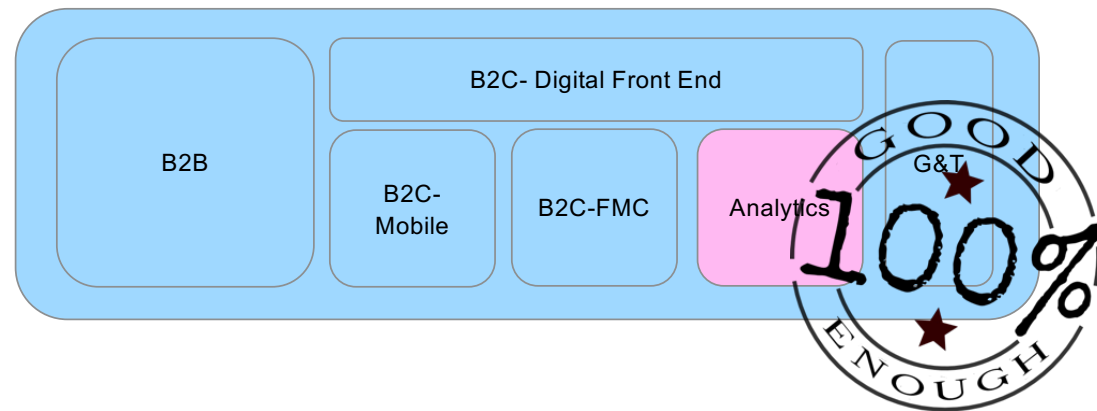 B2C- Digital Front End
B2B
B2C-
Mobile
B2C-FMC
Analytics
G&T
GOOD
100%
ENOUGH